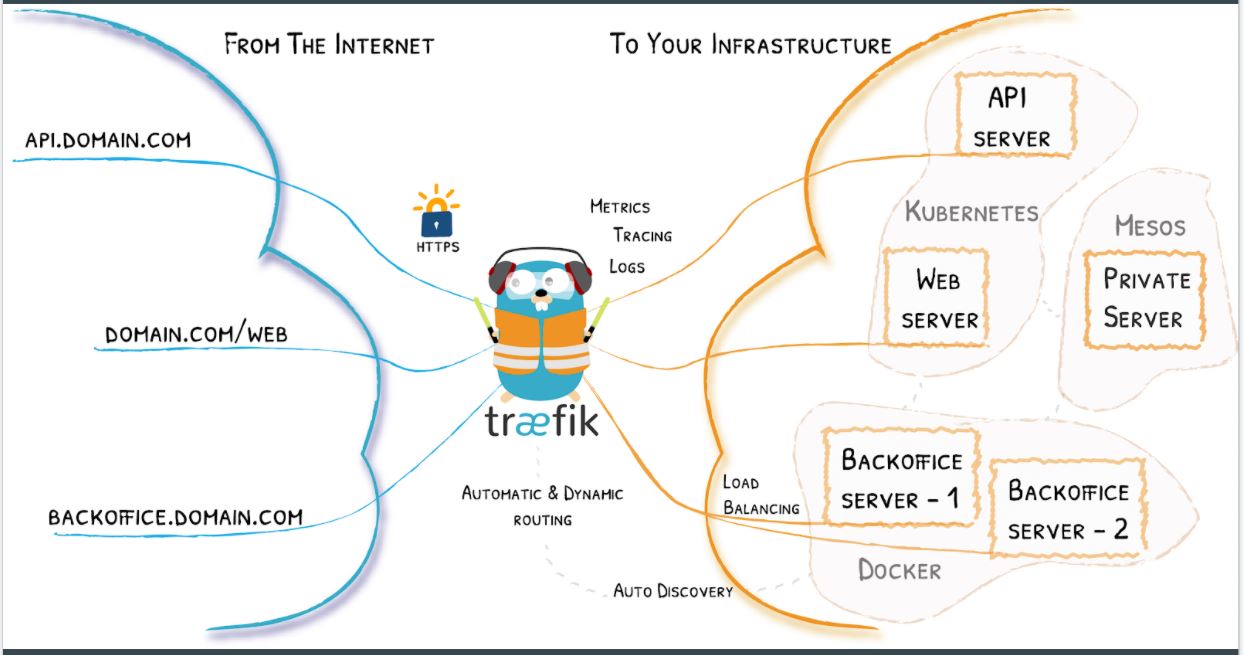 From The Internet
To Your Infrastructure
api.domain.com
domain.com/web
backoffice.domain.com
HTTPS
Metrics
Tracing
Logs
træfik
Automatic & Dynamic
routing
Auto Discovery
Load
Balancing
API
server
Kubernetes
Web
server
Mesos
Private
Server
Backoffice
server - 1
Backoffice
server - 2
Docker